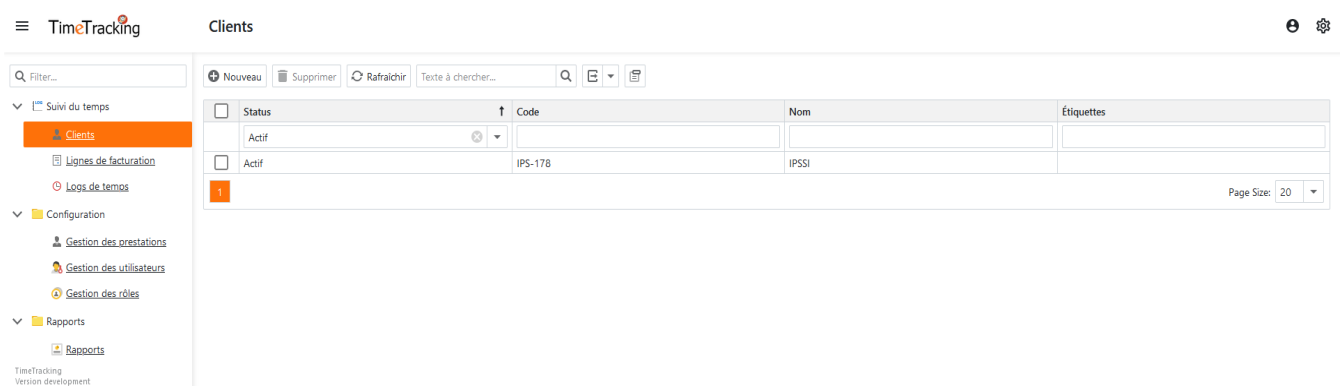 TimeTracking
Clients
Filter...
Nouveau Supprimer Rafraîchir Texte à chercher...
Suivi du temps
Clients
Lignes de facturation
Logs de temps
Configuration
Gestion des prestations
Gestion des utilisateurs
Gestion des rôles
Rapports
Rapports
TimeTracking
Version development
Status Code Nom Étiquettes
Actif
Actif IPS-178 IPSSI
1 Page Size: 20